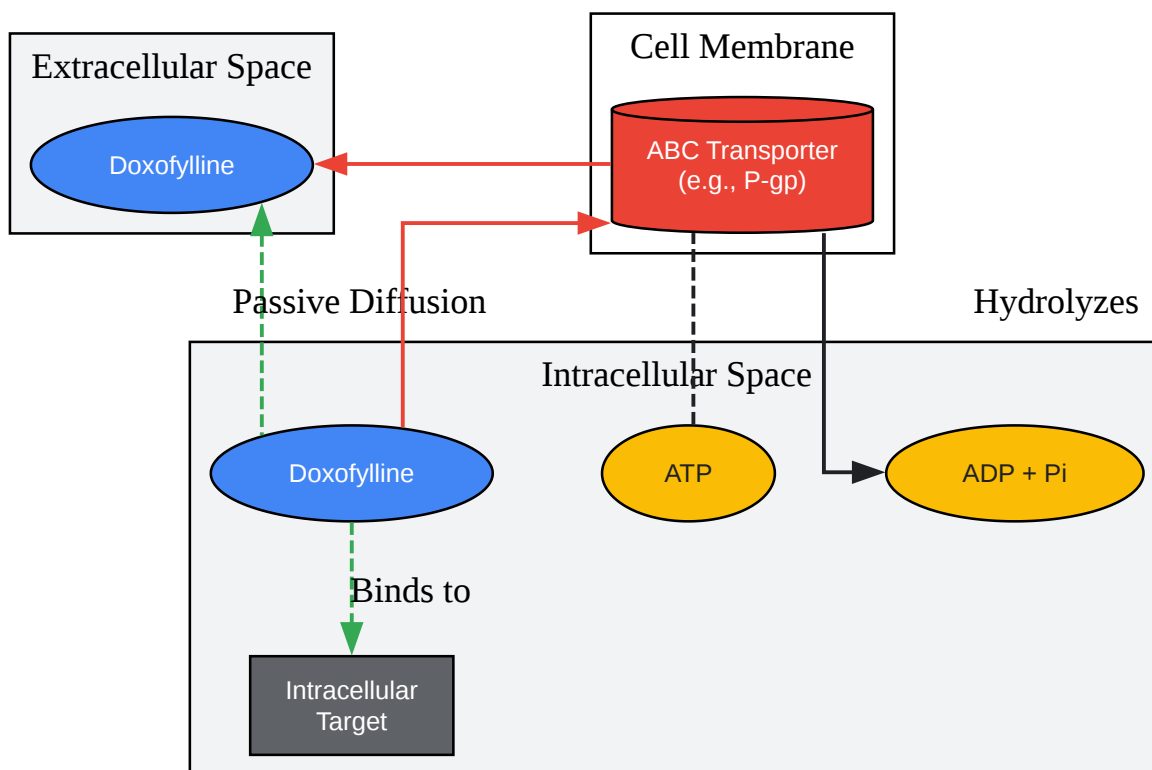 Cell Membrane
Extracellular Space
Doxofylline
ABC Transporter
(e.g., P-gp)
Passive Diffusion
Hydrolyzes
Intracellular Space
Doxofylline
ATP
ADP + Pi
Binds to
Intracellular
Target